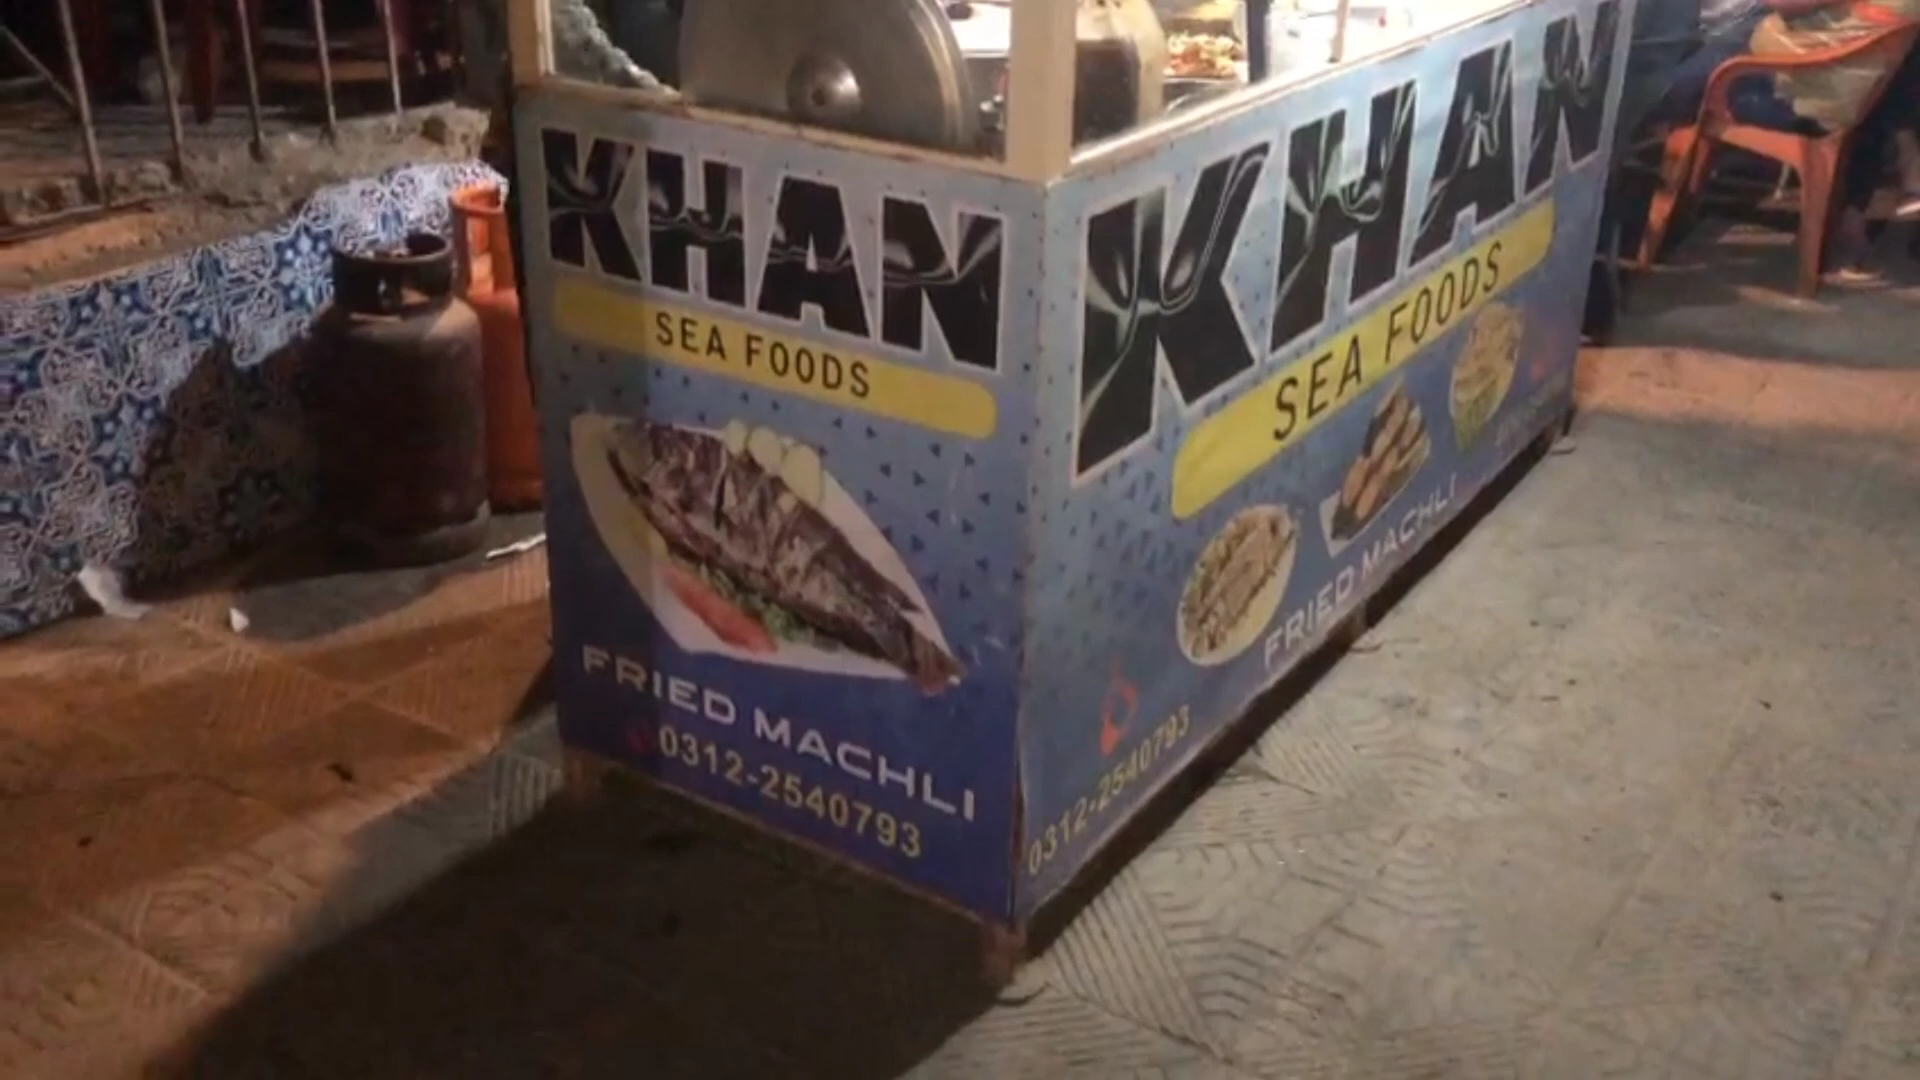 KHAN
SEA FOODS
FRIED MACHLI
0312-2540793
KHAN
SEA FOODS
FRIED MACHLI
0312-2540793